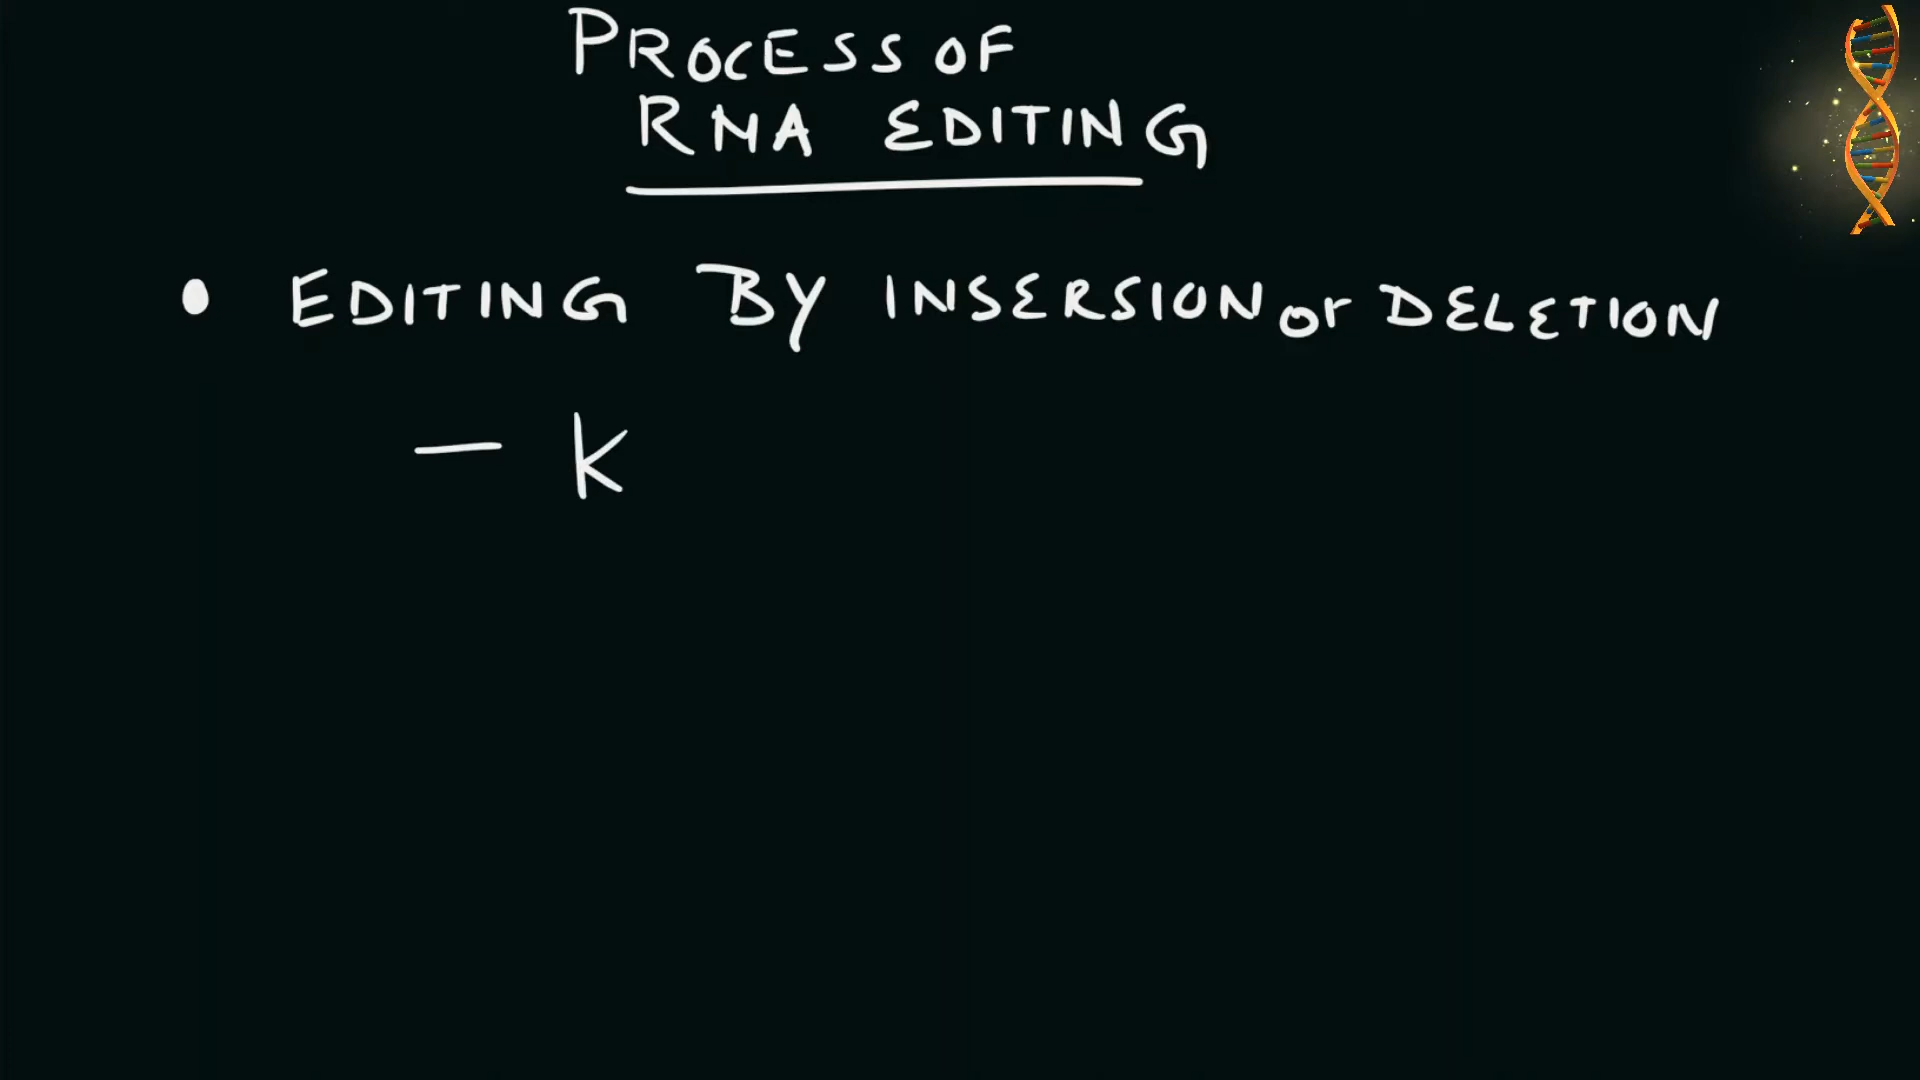 PROCESS OF
RNA EDITING
• EDITING BY INSERSION or DELETION
— K